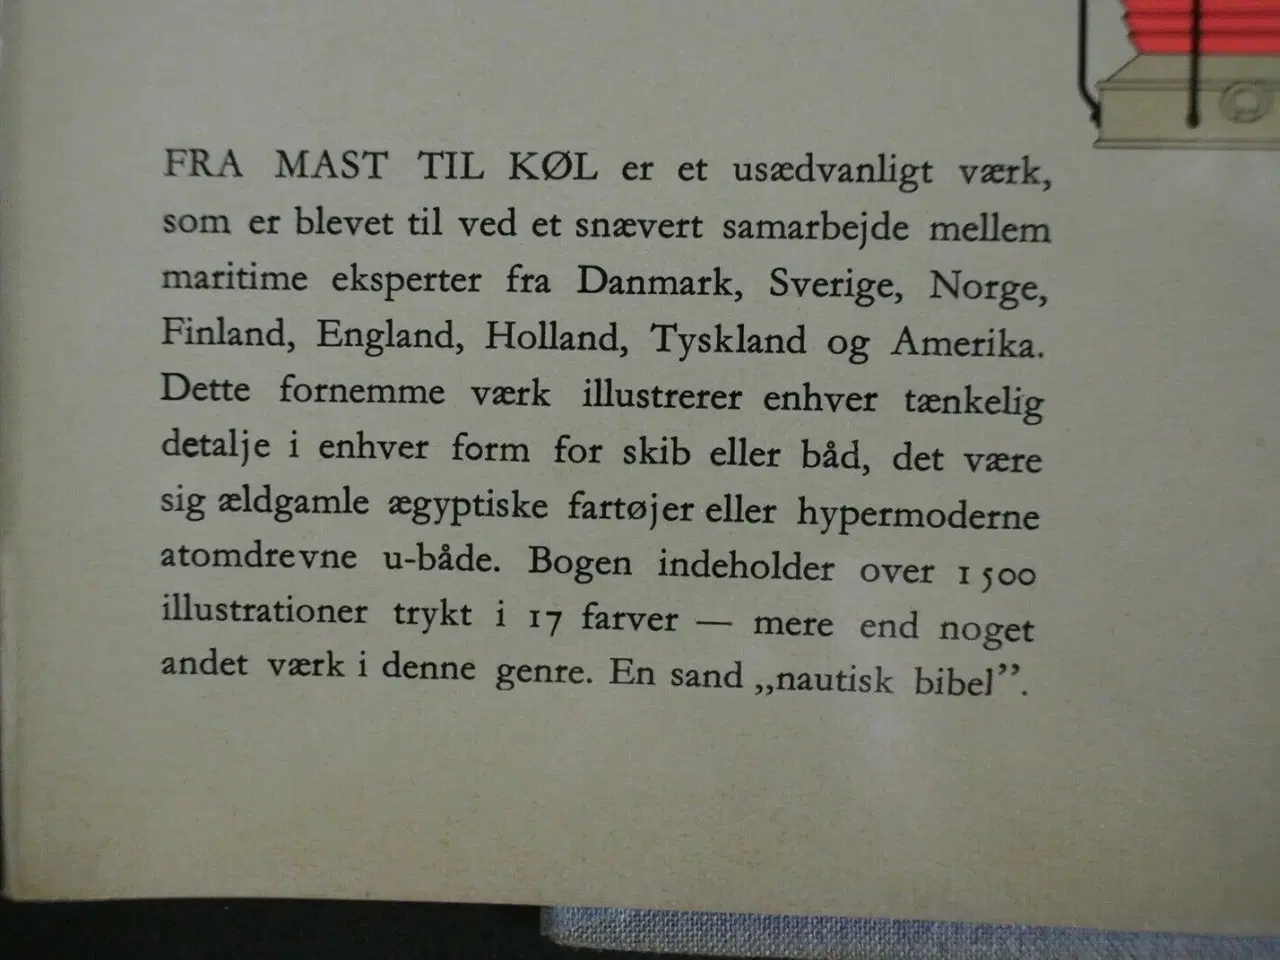 FRA MAST TIL KØL er et usædvanligt værk,
som er blevet til ved et snævert samarbejde mellem
maritime eksperter fra Danmark, Sverige, Norge,
Finland, England, Holland, Tyskland og Amerika.
Dette fornemme værk illustrerer enhver tænkelig
detalje i enhver form for skib eller båd, det være
sig ældgamle ægyptiske fartøjer eller hypermoderne
atomdrevne u-både. Bogen indeholder over 1500
illustrationer trykt i 17 farver — mere end noget
andet værk i denne genre. En sand „nautisk bibel”.